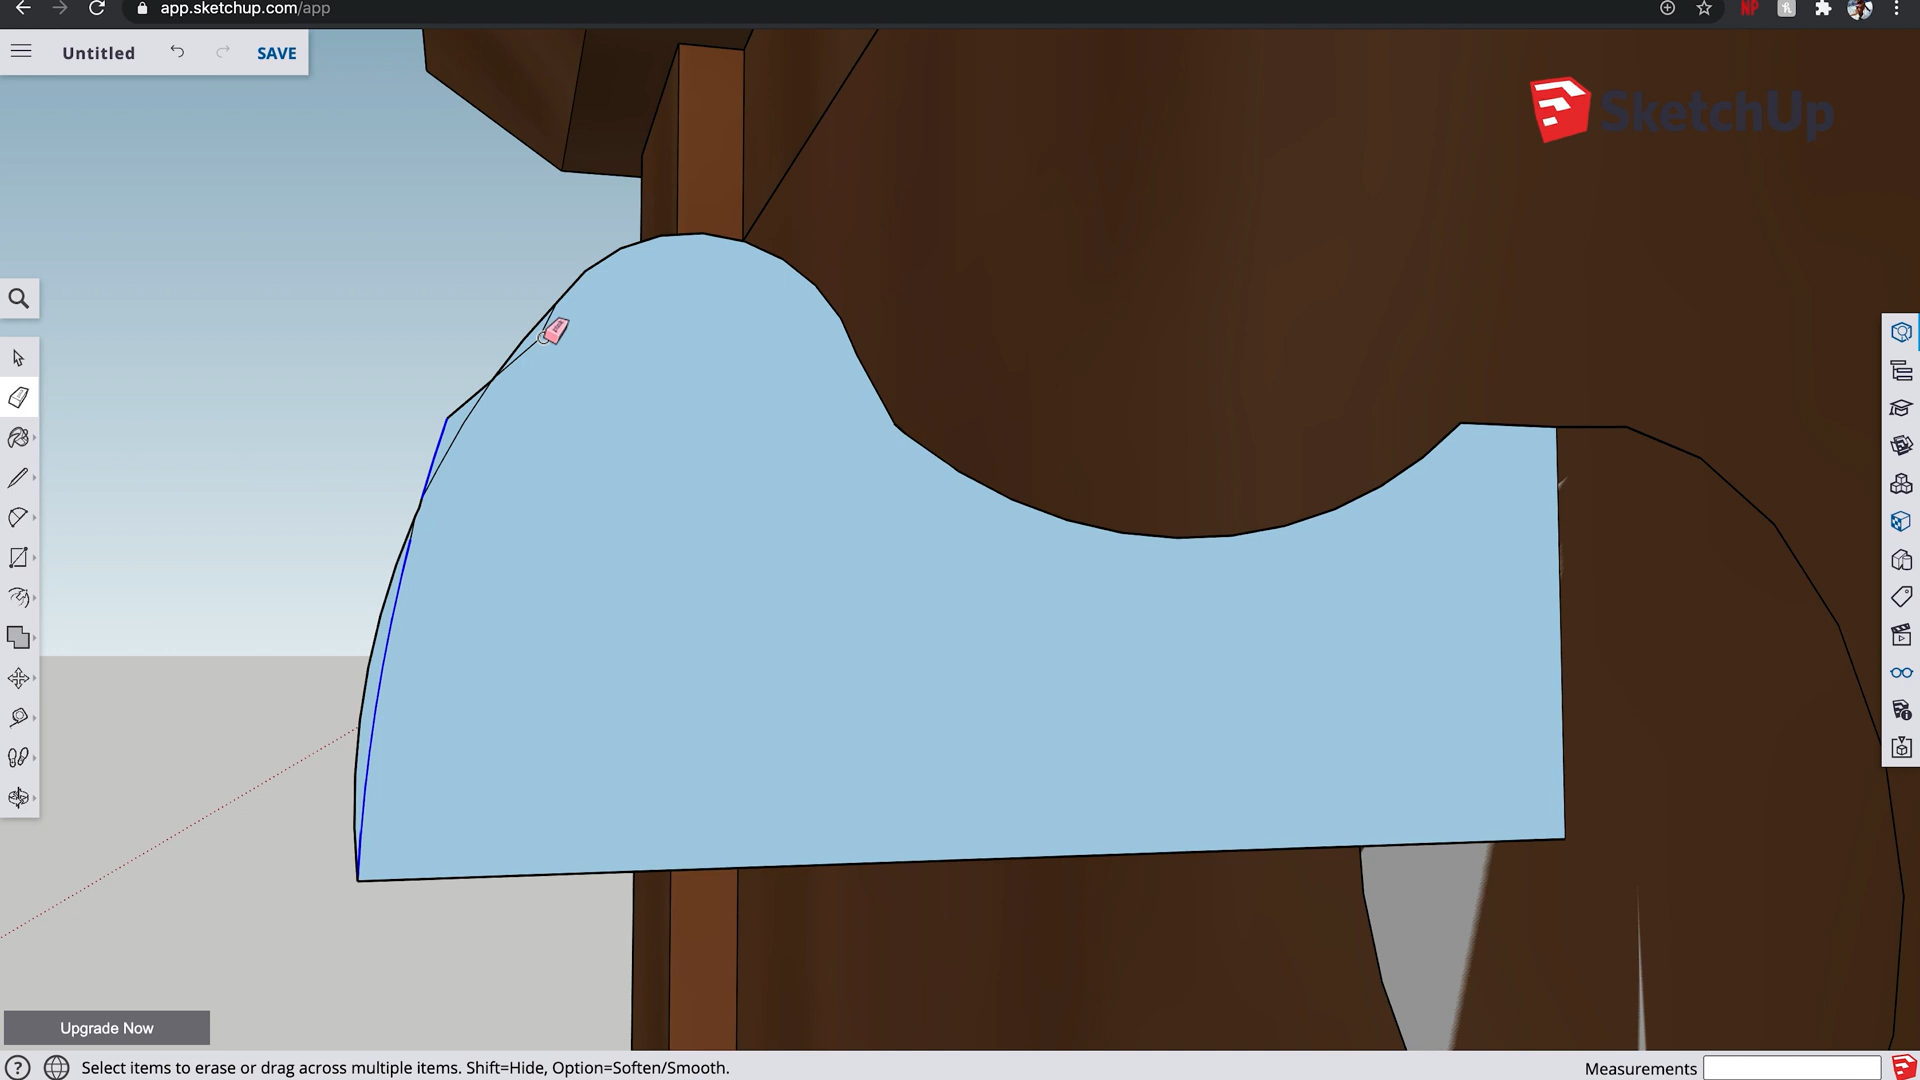 app.sketchup.com/app
NP
Untitled
SAVE
SketchUp
Upgrade Now
?
Select items to erase or drag across multiple items. Shift=Hide, Option=Soften/Smooth.
Measurements